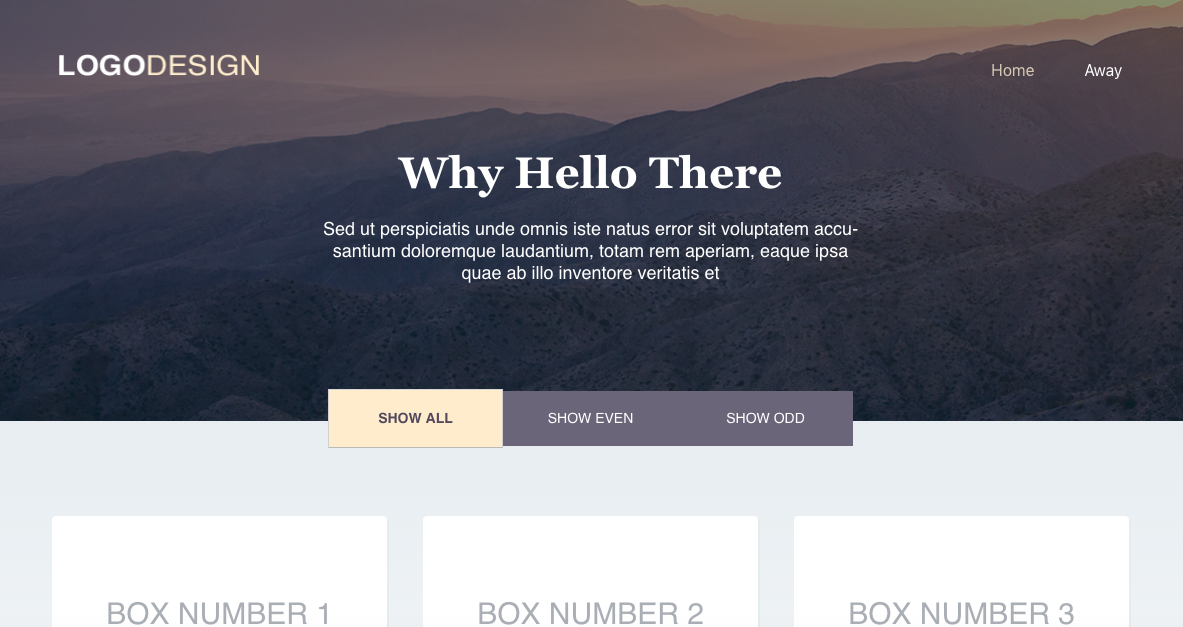 LOGODESIGN
Home Away
Why Hello There
Sed ut perspiciatis unde omnis iste natus error sit voluptatem accu-
santium doloremque laudantium, totam rem aperiam, eaque ipsa
quae ab illo inventore veritatis et
SHOW ALL SHOW EVEN SHOW ODD
BOX NUMBER 1 BOX NUMBER 2 BOX NUMBER 3